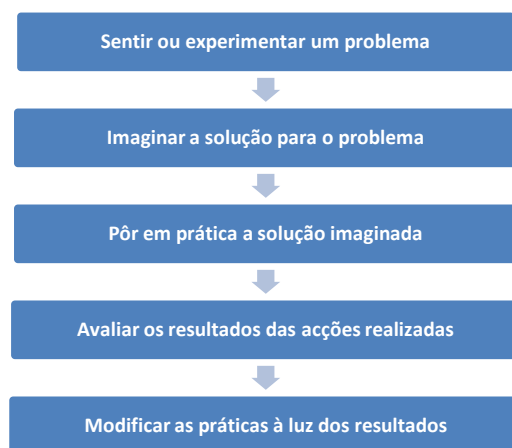 Sentir ou experimentar um problema
Imaginar a solução para o problema
Pôr em prática a solução imaginada
Avaliar os resultados das acções realizadas
Modificar as práticas à luz dos resultados